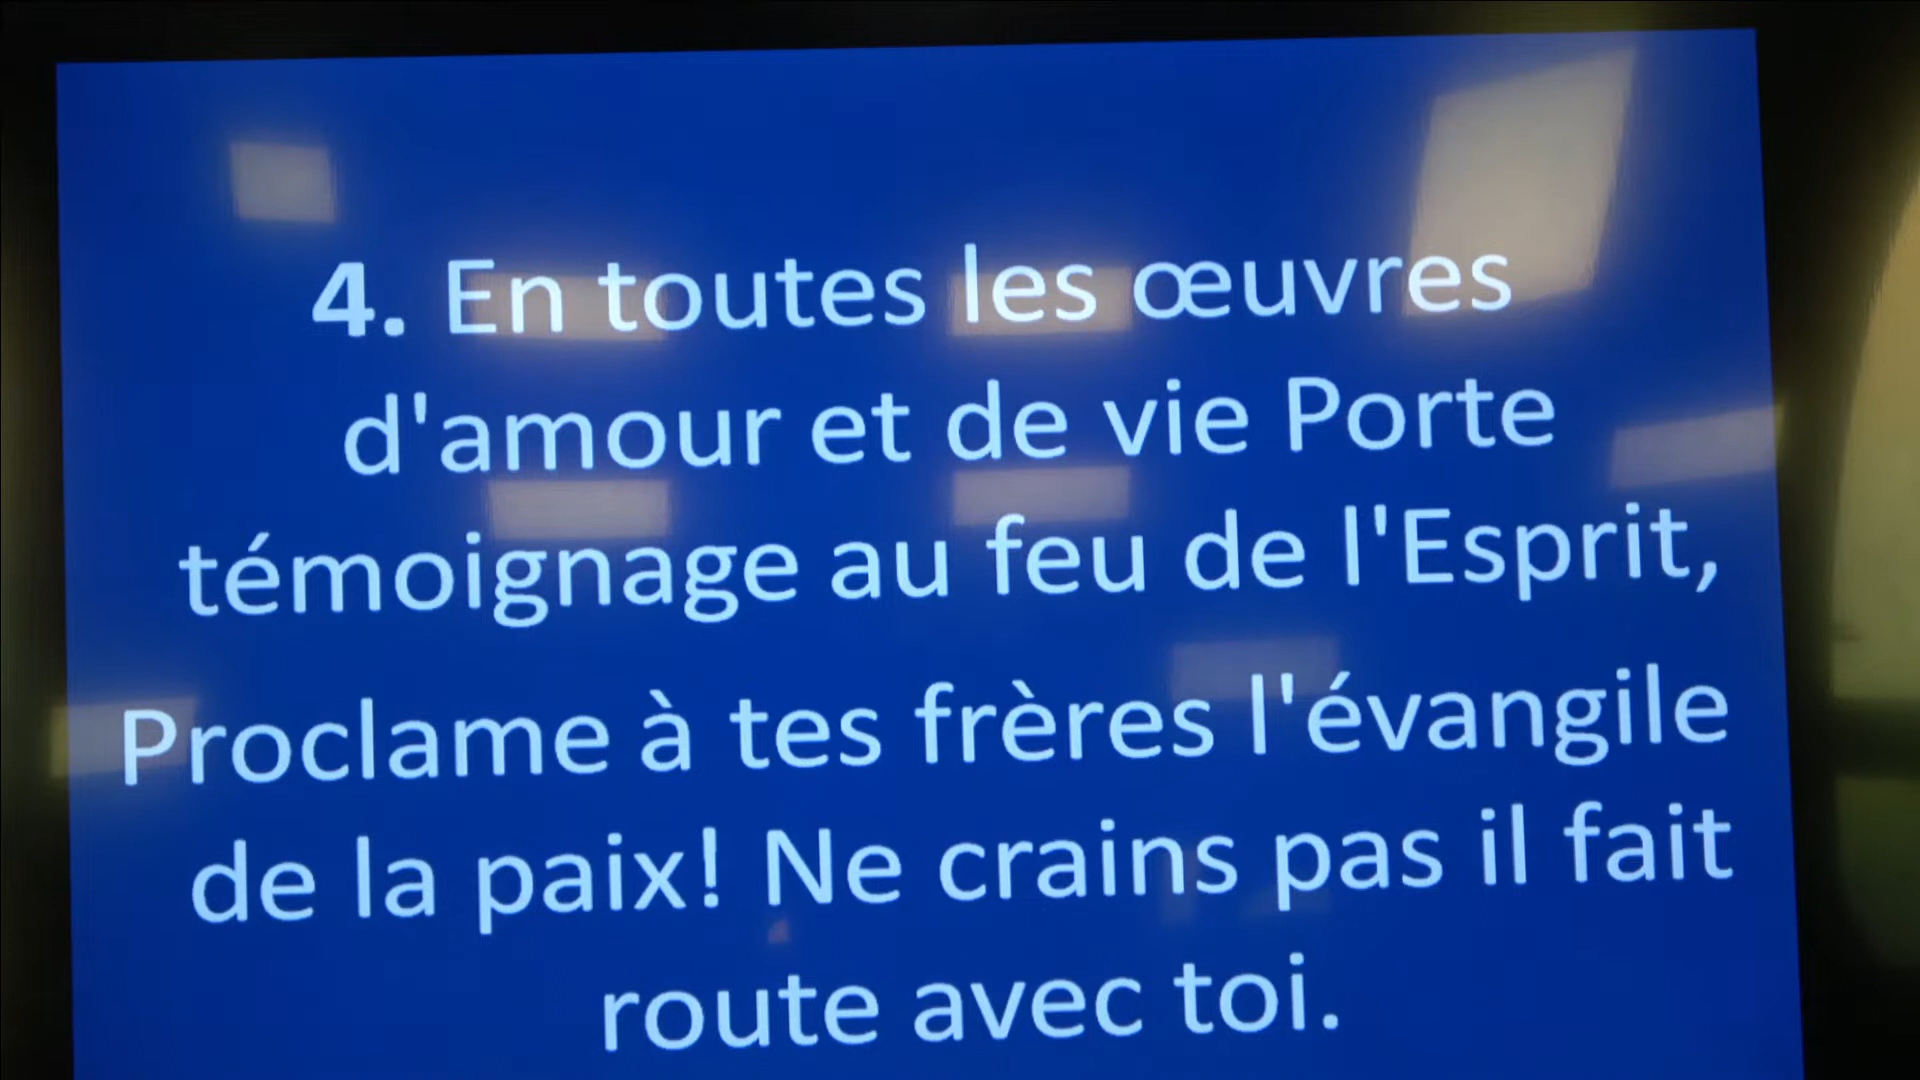 4. En toutes les œuvres
d'amour et de vie Porte
témoignage au feu de l'Esprit,
Proclame à tes frères l'évangile
de la paix! Ne crains pas il fait
route avec toi.